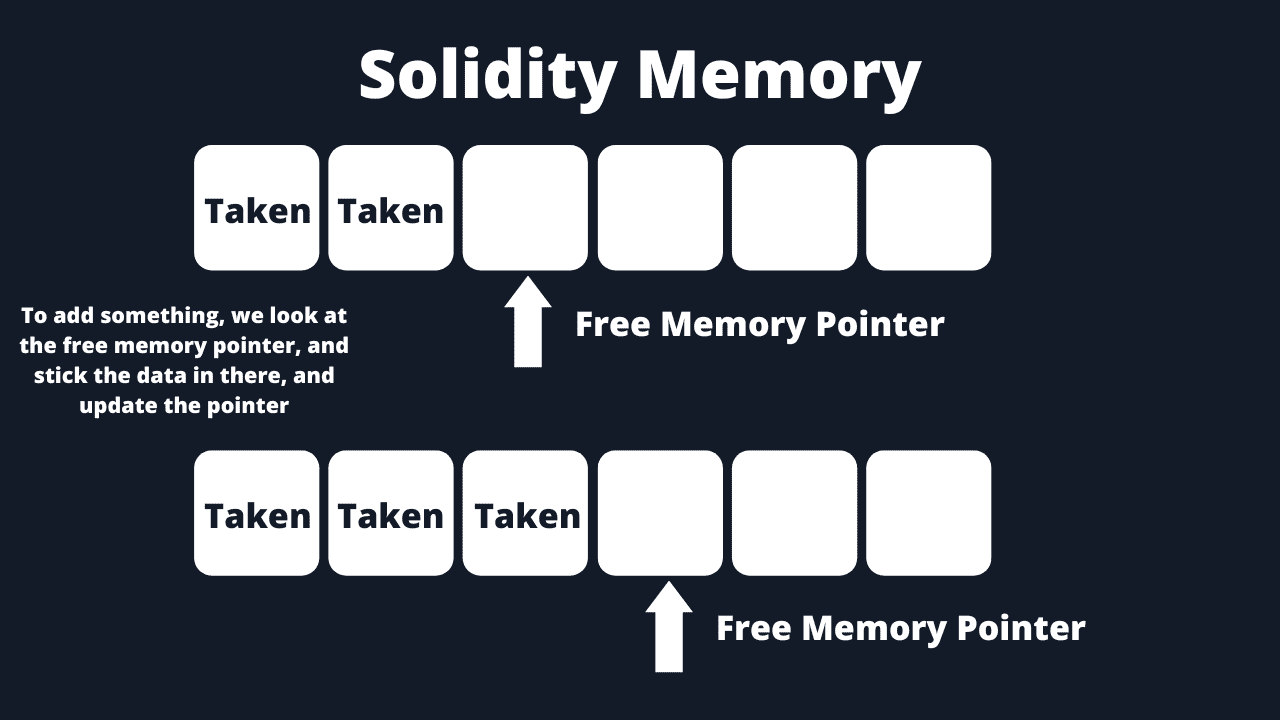 Solidity Memory
Taken Taken
Free Memory Pointer
To add something, we look at
the free memory pointer, and
stick the data in there, and
update the pointer
Taken Taken Taken
Free Memory Pointer